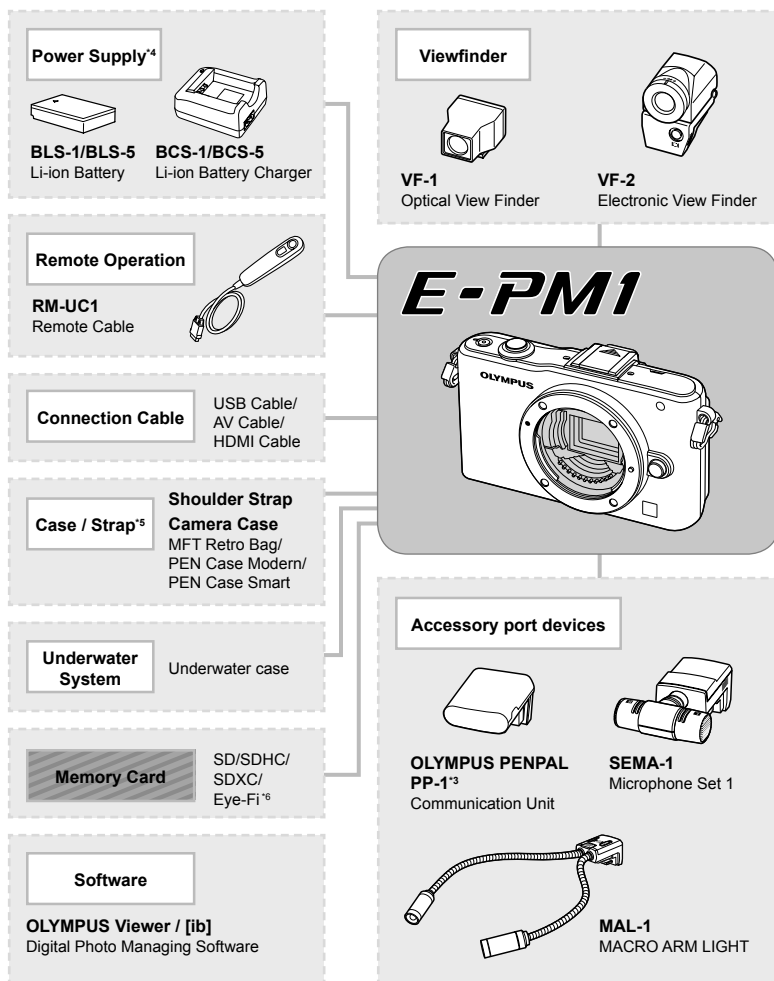 Power Supply*4
BLS-1/BLS-5
Li-ion Battery
BCS-1/BCS-5
Li-ion Battery Charger
Remote Operation
RM-UC1
Remote Cable
Connection Cable
USB Cable/
AV Cable/
HDMI Cable
Case / Strap*5
Shoulder Strap
Camera Case
MFT Retro Bag/
PEN Case Modern/
PEN Case Smart
Underwater
System
Underwater case
Memory Card
SD/SDHC/
SDXC/
Eye-Fi*6
Software
OLYMPUS Viewer / [ib]
Digital Photo Managing Software
Viewfinder
VF-1
Optical View Finder
VF-2
Electronic View Finder
E-PM1
OLYMPUS
Accessory port devices
OLYMPUS PENPAL
PP-1*3
Communication Unit
SEMA-1
Microphone Set 1
MAL-1
MACRO ARM LIGHT